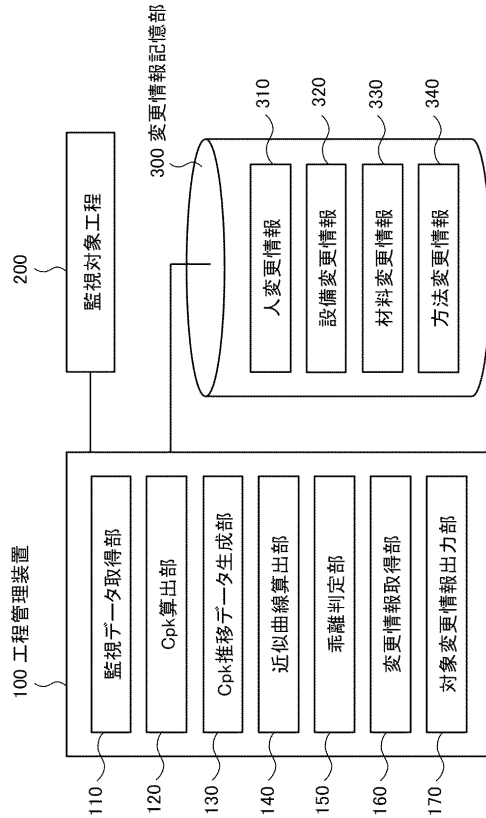 100 工程管理装置
110 監視データ取得部
120 Cpk算出部
130 Cpk推移データ生成部
140 近似曲線算出部
150 乖離判定部
160 変更情報取得部
170 対象変更情報出力部
200
監視対象工程
300 変更情報記憶部
人変更情報 310
設備変更情報 320
材料変更情報 330
方法変更情報 340